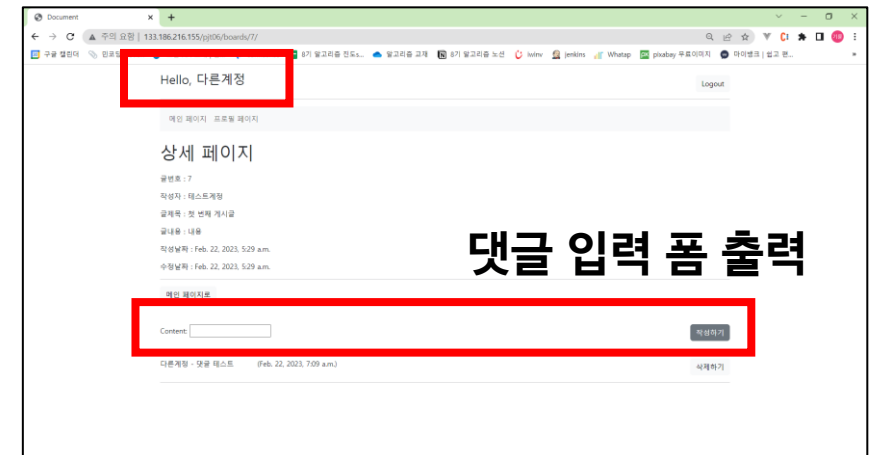 Document
주의 요함 | 133.186.216.155/pjt06/boards/7/
구글 캘린더
8기 알고리즘 진도s...
알고리즘 교재
8기 알고리즘 노션
iwinv
jenkins
Whatap
pixabay 무료이미지
마이뱅크 | 쉽고 편...
Hello, 다른계정
Logout
메인 페이지 프로필 페이지
상세 페이지
글번호 : 7
작성자 : 테스트계정
글제목 : 첫 번째 게시글
글내용 : 내용
작성날짜 : Feb. 22, 2023, 5:29 a.m.
수정날짜 : Feb. 22, 2023, 5:29 a.m.
댓글 입력 폼 출력
메인 페이지로
Content:
작성하기
다른계정 - 댓글 테스트 (Feb. 22, 2023, 7:09 a.m.)
삭제하기